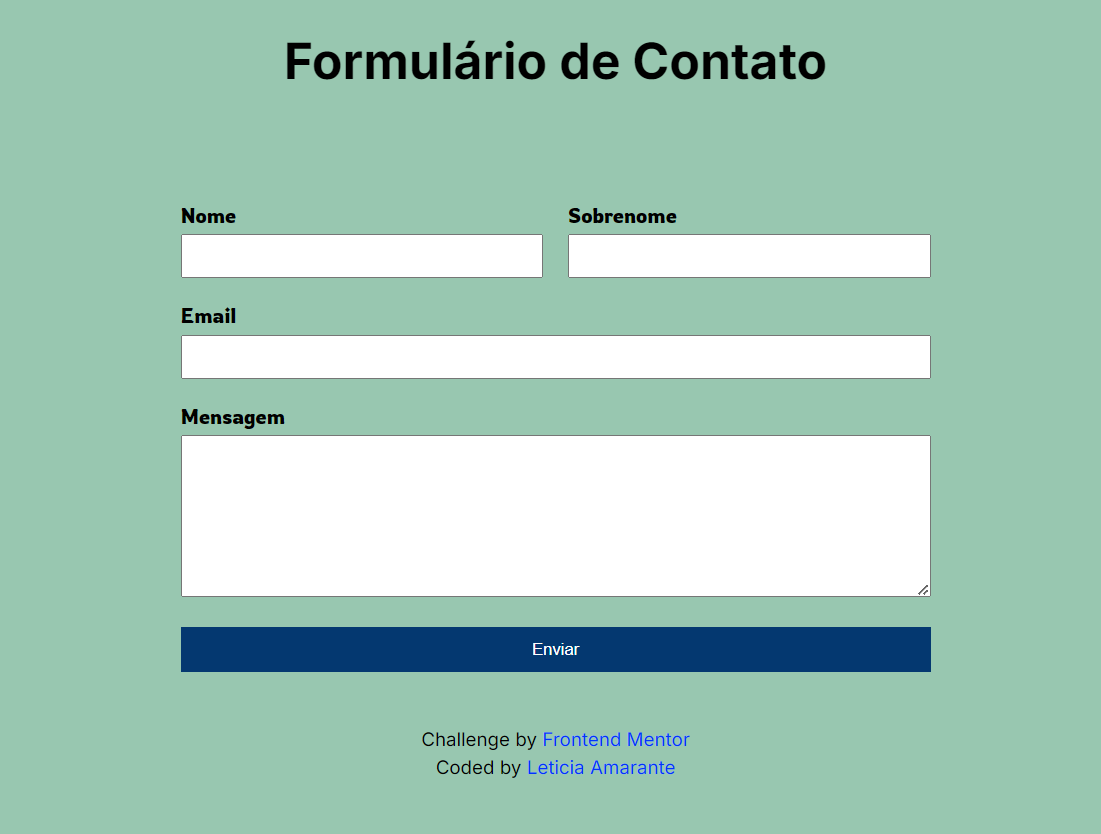 Formulário de Contato
Nome Sobrenome
Email
Mensagem
Enviar
Challenge by Frontend Mentor
Coded by Leticia Amarante